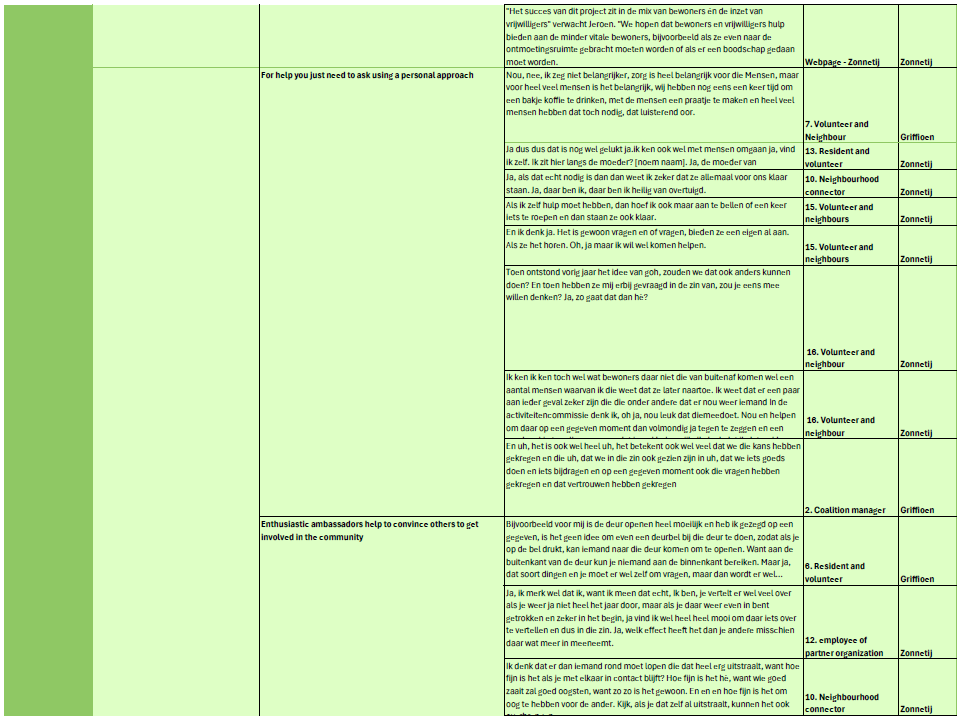 "Het succes van dit project zit in de mix van bewoners én de inzet van
vrijwilligers" verwacht Jeroen. "We hopen dat bewoners en vrijwilligers hulp
bieden aan de minder vitale bewoners, bijvoorbeeld als ze even naar de
ontmoetingsruimte gebracht moeten worden of als er een boodschap gedaan
moet worden.
Webpage - Zonnetij
Zonnetij
For help you just need to ask using a personal approach
Nou, nee, ik zeg niet belangrijker, zorg is heel belangrijk voor die Mensen, maar
voor heel veel mensen is het belangrijk, wij hebben nog eens een keer tijd om
een bakje koffie te drinken, met de mensen een praatje te maken en heel veel
mensen hebben dat toch nodig, dat luisterend oor.
7. Volunteer and
Neighbour
Griffioen
Ja dus dus dat is nog wel gelukt ja.ik ken ook wel met mensen omgaan ja, vind
ik zelf. Ik zit hier langs de moeder? [noem naam]. Ja, de moeder van
13. Resident and
volunteer
Zonnetij
Ja, als dat echt nodig is dan dan weet ik zeker dat ze allemaal voor ons klaar
staan. Ja, daar ben ik, daar ben ik heilig van overtuigd.
10. Neighbourhood
connector
Zonnetij
Als ik zelf hulp moet hebben, dan hoef ik ook maar aan te bellen of een keer
iets te roepen en dan staan ze ook klaar.
15. Volunteer and
neighbours
Zonnetij
En ik denk ja. Het is gewoon vragen en of vragen, bieden ze een eigen al aan.
Als ze het horen. Oh, ja maar ik wil wel komen helpen.
15. Volunteer and
neighbours
Zonnetij
Toen ontstond vorig jaar het idee van goh, zouden we dat ook anders kunnen
doen? En toen hebben ze mij erbij gevraagd in de zin van, zou je eens mee
willen denken? Ja, zo gaat dat dan hè?
16. Volunteer and
neighbour
Zonnetij
Ik ken ik ken toch wel wat bewoners daar niet die van buitenaf komen wel een
aantal mensen waarvan ik die weet dat ze later naartoe. Ik weet dat er een paar
aan ieder geval zeker zijn die die onder andere dat er nou weer iemand In de
activiteitencommissie denk ik, oh ja, nou leuk dat diemeedoet. Nou en helpen
om daar op een gegeven moment dan volmondig ja tegen te zeggen en een
16. Volunteer and
neighbour
Zonnetij
En uh, het is ook wel heel uh, het betekent ook wel veel dat we die kans hebben
gekregen en die uh, dat we in die zin ook gezien zijn in uh, dat we iets goeds
doen en iets bijdragen en op een gegeven moment ook die vragen hebben
gekregen en dat vertrouwen hebben gekregen
2. Coalition manager
Griffioen
Enthusiastic ambassadors help to convince others to get
involved in the community
Bijvoorbeeld voor mij is de deur openen heel moeilijk en heb ik gezegd op een
gegeven, is het geen idee om even een deurbel bij die deur te doen, zodat als je
op de bel drukt, kan iemand naar die deur komen om te openen. Want aan de
buitenkant van de deur kun je niemand aan de binnenkant bereiken. Maar ja,
dat soort dingen en je moet er wel zelf om vragen, maar dan wordt er wel...
6. Resident and
volunteer
Griffioen
Ja, ik merk wel dat ik, want ik meen dat echt, Ik ben, je vertelt er wel veel over
als je weer ja niet heel het jaar door, maar als je daar weer even in bent
getrokken en zeker in het begin, ja vind ik wel heel heel mooi om daar iets over
te vertellen en dus in die zin. Ja, welk effect heeft het dan je andere misschien
daar wat meer in meeneemt.
12. employee of
partner organization
Zonnetij
Ik denk dat er dan iemand rond moet lopen die dat heel erg uitstraalt, want hoe
fijn is het als je met elkaar in contact blijft? Hoe fijn is het hè, want wie goed
zaait zal goed oogsten, want zo zo is het gewoon. En en en hoe fijn is het om
oog te hebben voor de ander. Kijk, als je dat zelf al uitstraalt, kunnen het ook
10. Neighbourhood
connector
Zonnetij